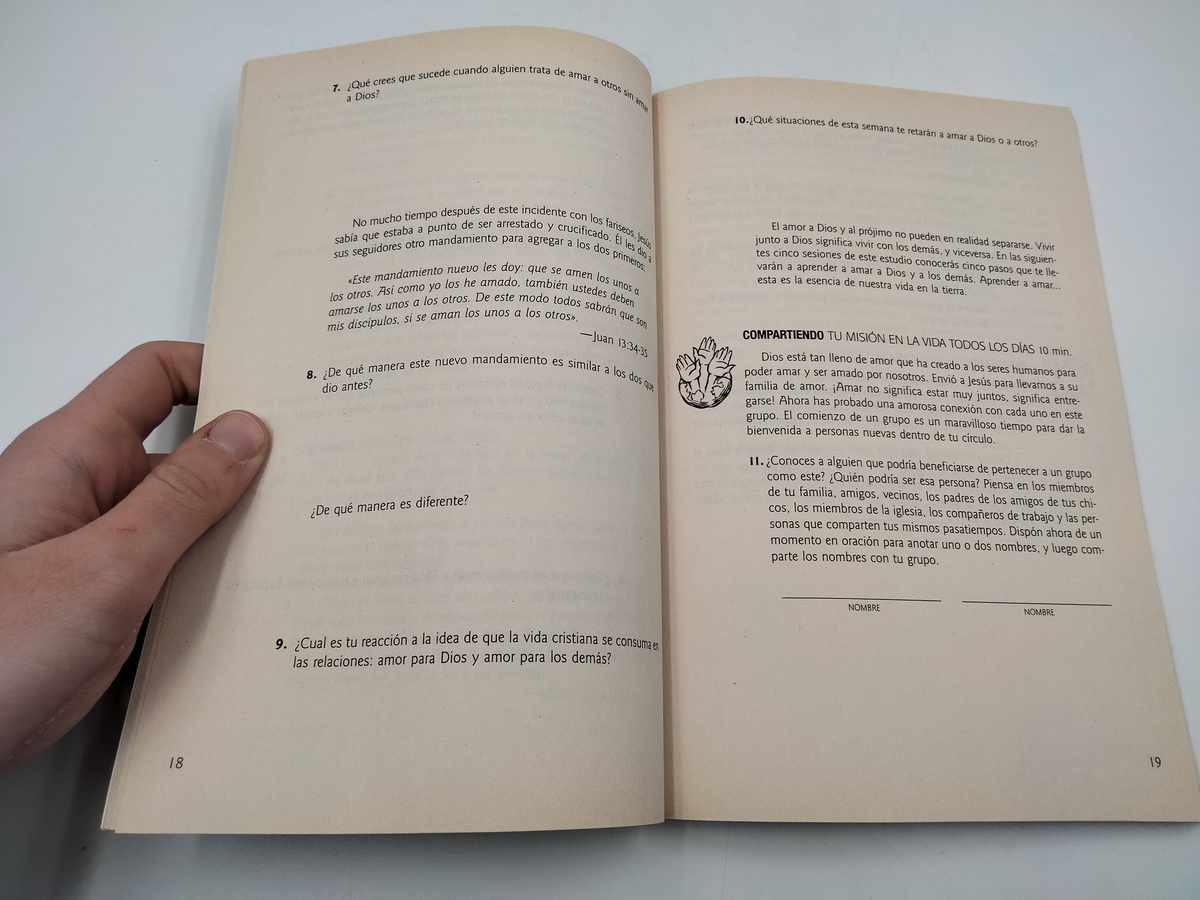 7. ¿Qué crees que sucede cuando alguien trata de amar a otros sin amar
a Dios?
No mucho tiempo después de este incidente con los fariseos, Jesús
sabía que estaba a punto de ser arrestado y crucificado. Él les dio a
sus seguidores otro mandamiento para agregar a los dos primeros:
«Este mandamiento nuevo les doy: que se amen los unos a
los otros. Así como yo los he amado, también ustedes deben
amarse los unos a los otros. De este modo todos sabrán que son
mis discípulos, si se aman los unos a los otros».
—Juan 13:34-35
8. ¿De qué manera este nuevo mandamiento es similar a los dos que
dio antes?
¿De qué manera es diferente?
9. ¿Cual es tu reacción a la idea de que la vida cristiana se consuma en
las relaciones: amor para Dios y amor para los demás?
18
10. ¿Qué situaciones de esta semana te retarán a amar a Dios o a otros?
El amor a Dios y al prójimo no pueden en realidad separarse. Vivir
junto a Dios significa vivir con los demás, y viceversa. En las siguien-
tes cinco sesiones de este estudio conocerás cinco pasos que te lle-
varán a aprender a amar a Dios y a los demás. Aprender a amar...
esta es la esencia de nuestra vida en la tierra.
COMPARTIENDO TU MISIÓN EN LA VIDA TODOS LOS DÍAS 10 min.
Dios está tan lleno de amor que ha creado a los seres humanos para
poder amar y ser amado por nosotros. Envió a Jesús para llevarnos a su
familia de amor. ¡Amar no significa estar muy juntos, significa entre-
garse! Ahora has probado una amorosa conexión con cada uno en este
grupo. El comienzo de un grupo es un maravilloso tiempo para dar la
bienvenida a personas nuevas dentro de tu círculo.
11. ¿Conoces a alguien que podría beneficiarse de pertenecer a un grupo
como este? ¿Quién podría ser esa persona? Piensa en los miembros
de tu familia, amigos, vecinos, los padres de los amigos de tus chi-
cos, los miembros de la iglesia, los compañeros de trabajo y las per-
sonas que comparten tus mismos pasatiempos. Dispón ahora de un
momento en oración para anotar uno o dos nombres, y luego com-
parte los nombres con tu grupo.
NOMBRE NOMBRE
19